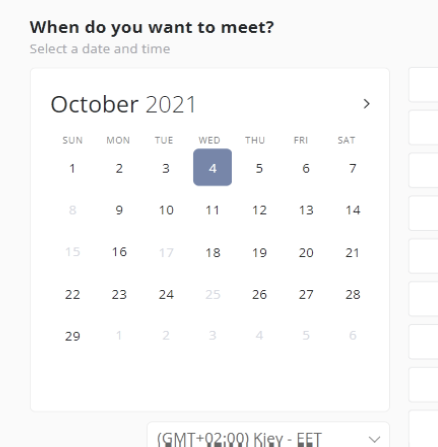 When do you want to meet?
Select a date and time
October 2021
SUN MON TUE WED THU FRI SAT
1 2 3 4 5 6 7
8 9 10 11 12 13 14
15 16 17 18 19 20 21
22 23 24 25 26 27 28
29 1 2 3 4 5 6
(GMT+02:00) Kiev - EET